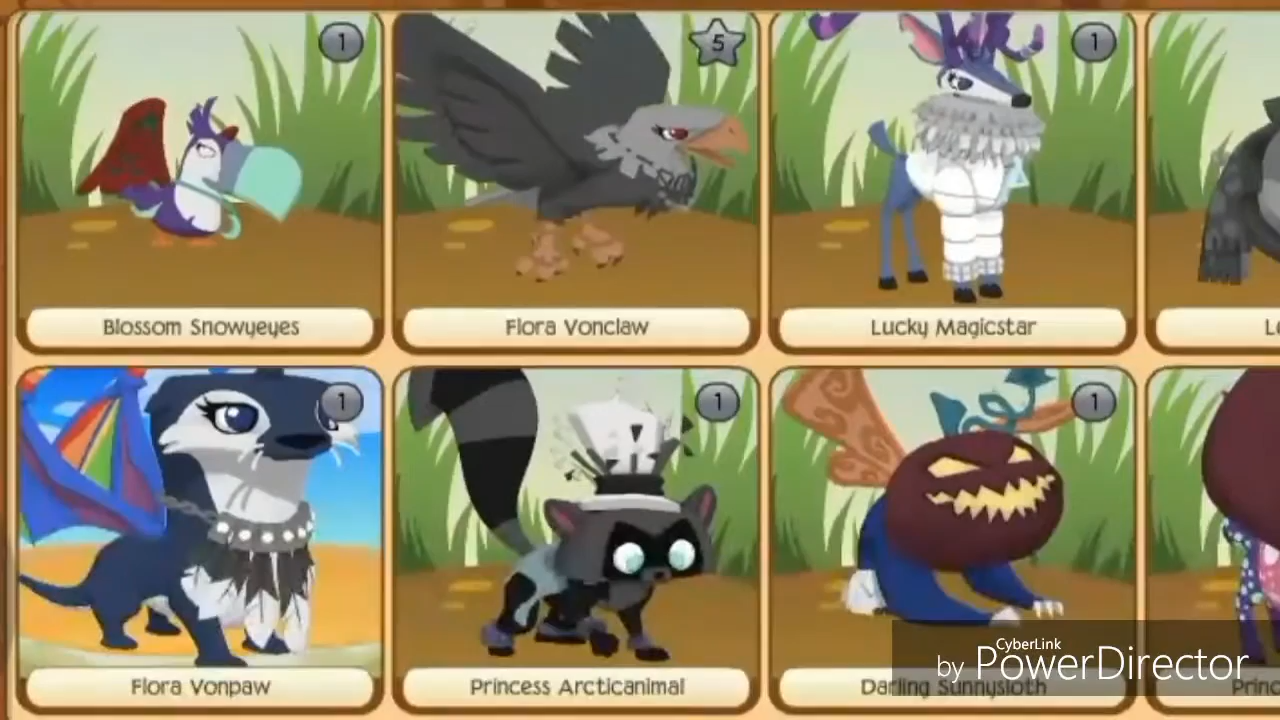 1
5
1
Blossom Snowyeyes
Flora Vonclaw
Lucky Magicstar
1
1
1
Flora Vonpaw
Princess Arcticanimal
Darling Sunnysloth
CyberLink
by PowerDirector